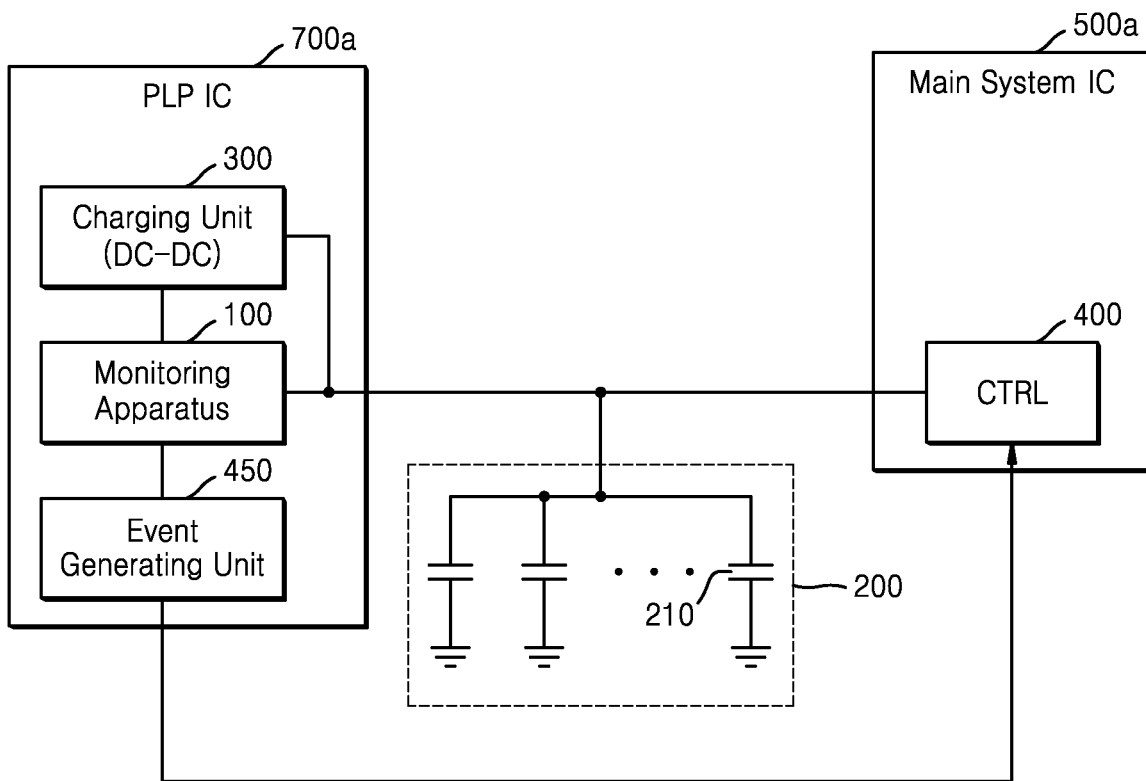 700a
500a
PLP IC
Main System IC
300
Charging Unit
(DC-DC)
100
Monitoring
Apparatus
400
CTRL
450
Event
Generating Unit
210
200